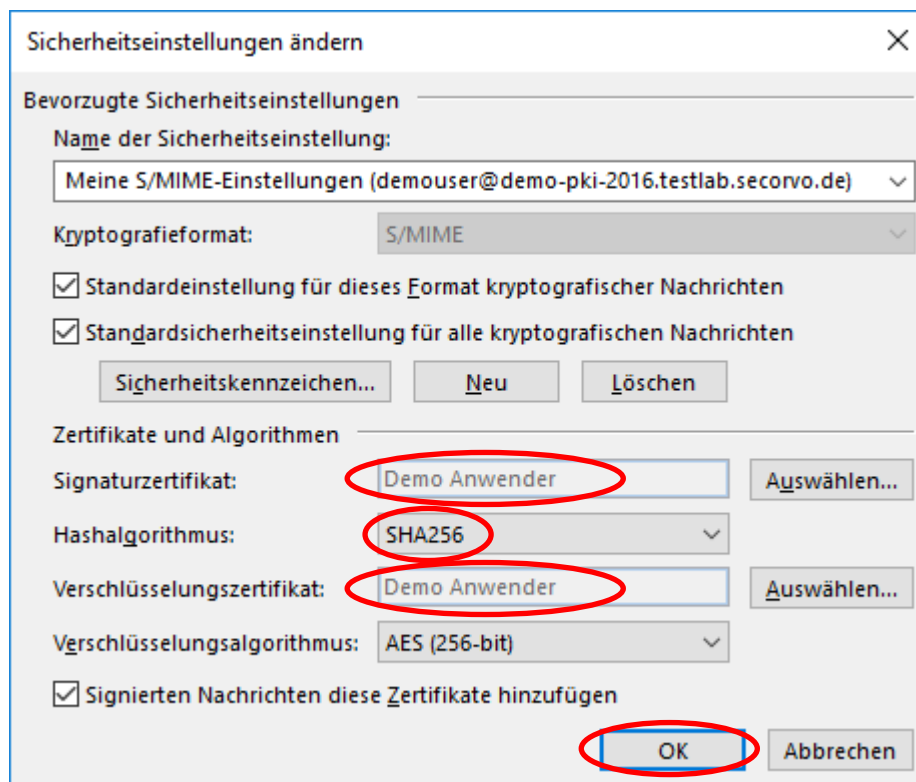 Sicherheitseinstellungen ändern
Bevorzugte Sicherheitseinstellungen
Name der Sicherheitseinstellung:
Meine S/MIME-Einstellungen (demouser@demo-pki-2016.testlab.secorvo.de)
Kryptografieformat: S/MIME
Standardeinstellung für dieses Format kryptografischer Nachrichten
Standardsicherheitseinstellung für alle kryptografischen Nachrichten
Sicherheitskennzeichen... Neu Löschen
Zertifikate und Algorithmen
Signaturzertifikat: Demo Anwender Auswählen...
Hashalgorithmus: SHA256
Verschlüsselungszertifikat: Demo Anwender Auswählen...
Verschlüsselungsalgorithmus: AES (256-bit)
Signierten Nachrichten diese Zertifikate hinzufügen
OK Abbrechen